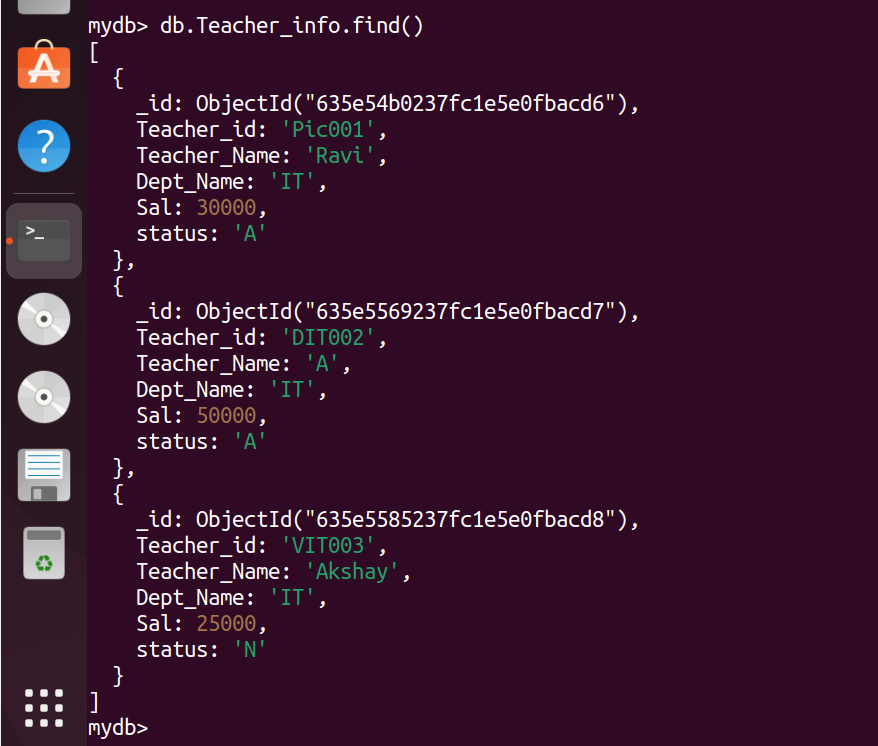 mydb> db.Teacher_info.find()
[
  {
    _id: ObjectId("635e54b0237fc1e5e0fbacd6"),
    Teacher_id: 'Pic001',
    Teacher_Name: 'Ravi',
    Dept_Name: 'IT',
    Sal: 30000,
    status: 'A'
  },
  {
    _id: ObjectId("635e5569237fc1e5e0fbacd7"),
    Teacher_id: 'DIT002',
    Teacher_Name: 'A',
    Dept_Name: 'IT',
    Sal: 50000,
    status: 'A'
  },
  {
    _id: ObjectId("635e5585237fc1e5e0fbacd8"),
    Teacher_id: 'VIT003',
    Teacher_Name: 'Akshay',
    Dept_Name: 'IT',
    Sal: 25000,
    status: 'N'
  }
]
mydb>